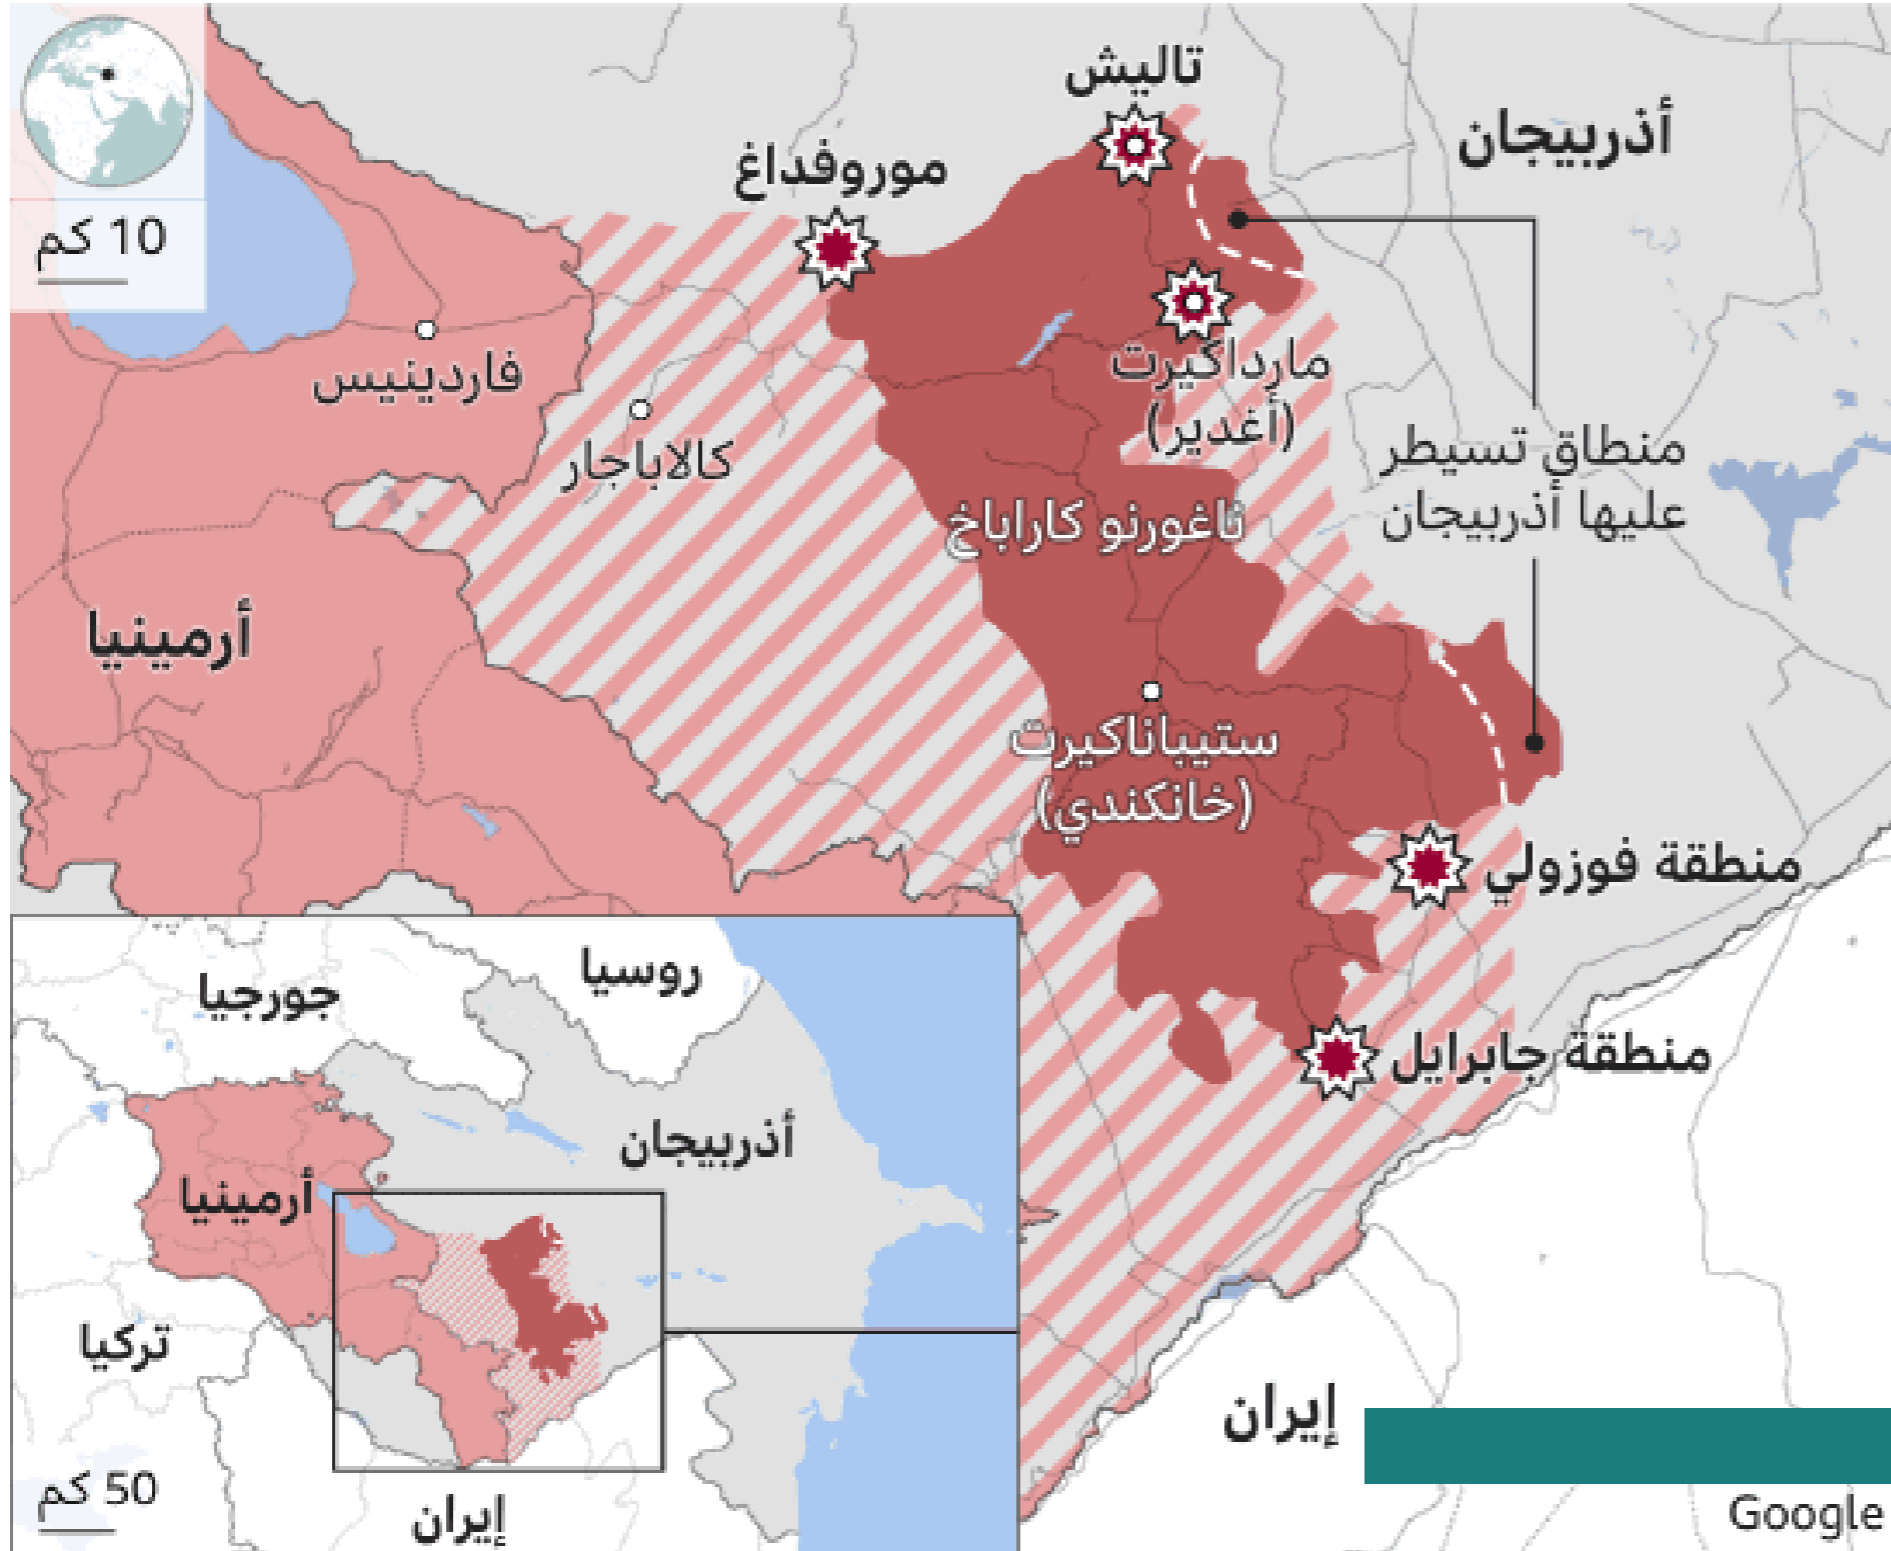 تاليش
أذربيجان
موروفداغ
10 كم
فاردينيس
مارداكيرت
(أغدير)
كالاباجار
منطاق تسيطر
عليها أذربيجان
ناغورنو كاراباخ
أرمينيا
ستيباناكيرت
(خانكندي)
منطقة فوزولي
منطقة جابرايل
روسيا
جورجيا
أذربيجان
أرمينيا
تركيا
إيران
50 كم
إيران
Google